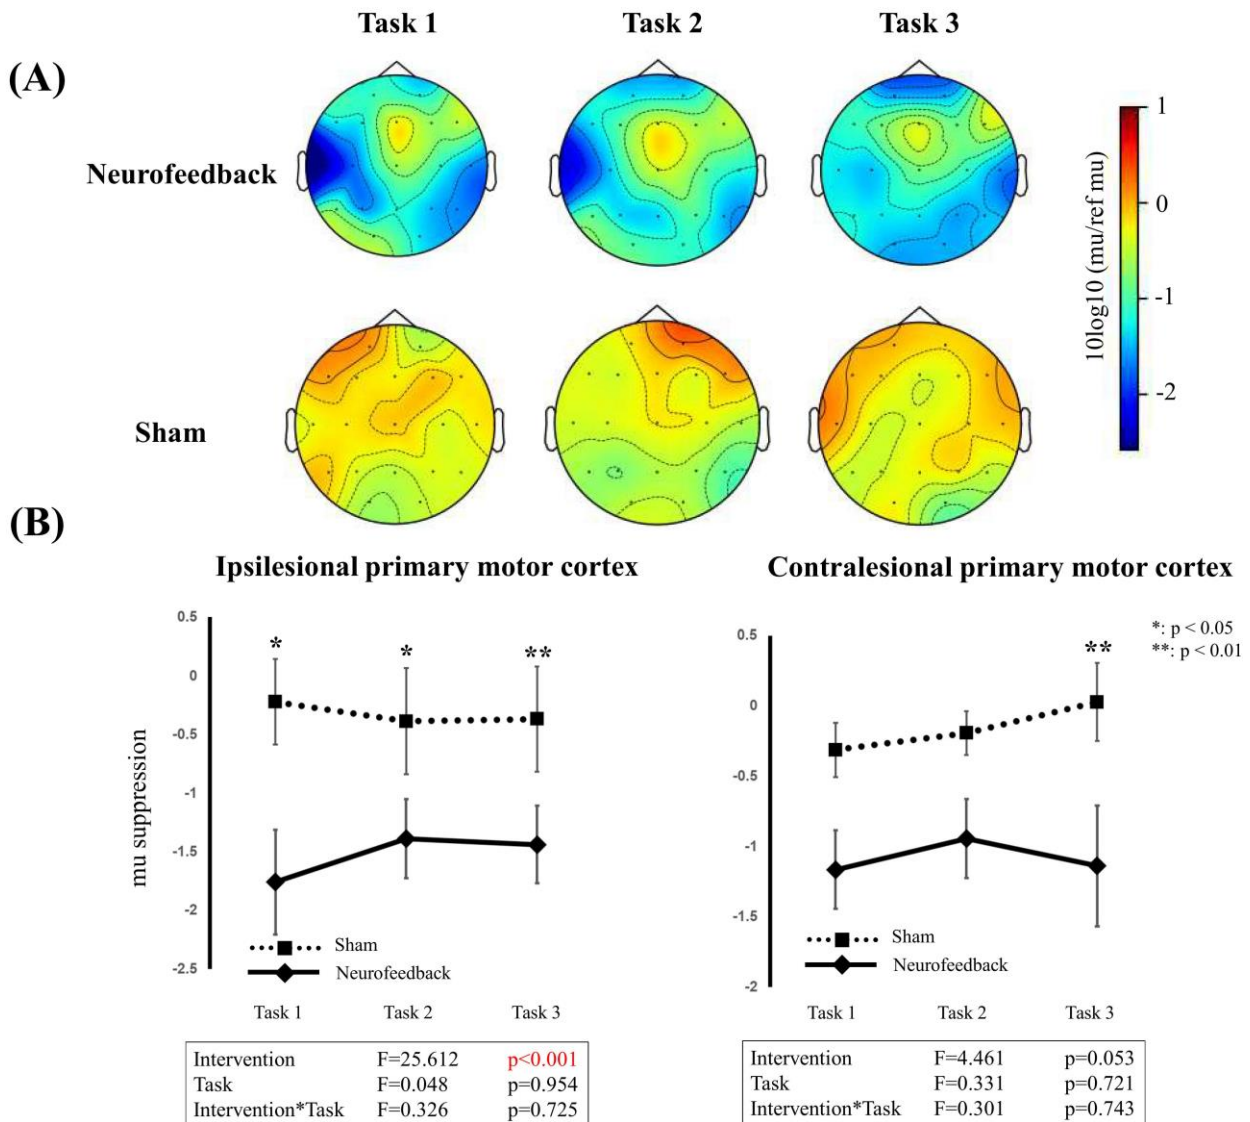 Task 1 Task 2 Task 3
(A)
Neurofeedback
Sham
1
0
-1
-2
10log10 (mu/ref mu)
(B)
Ipsilesional primary motor cortex
mu suppression
0.5
0
-0.5
-1
-1.5
-2
-2.5
* * **
Sham
Neurofeedback
Task 1 Task 2 Task 3
Intervention F=25.612 p<0.001
Task F=0.048 p=0.954
Intervention*Task F=0.326 p=0.725
Contralesional primary motor cortex
*: p < 0.05
**: p < 0.01
0.5
0
-0.5
-1
-1.5
-2
**
Sham
Neurofeedback
Task 1 Task 2 Task 3
Intervention F=4.461 p=0.053
Task F=0.331 p=0.721
Intervention*Task F=0.301 p=0.743